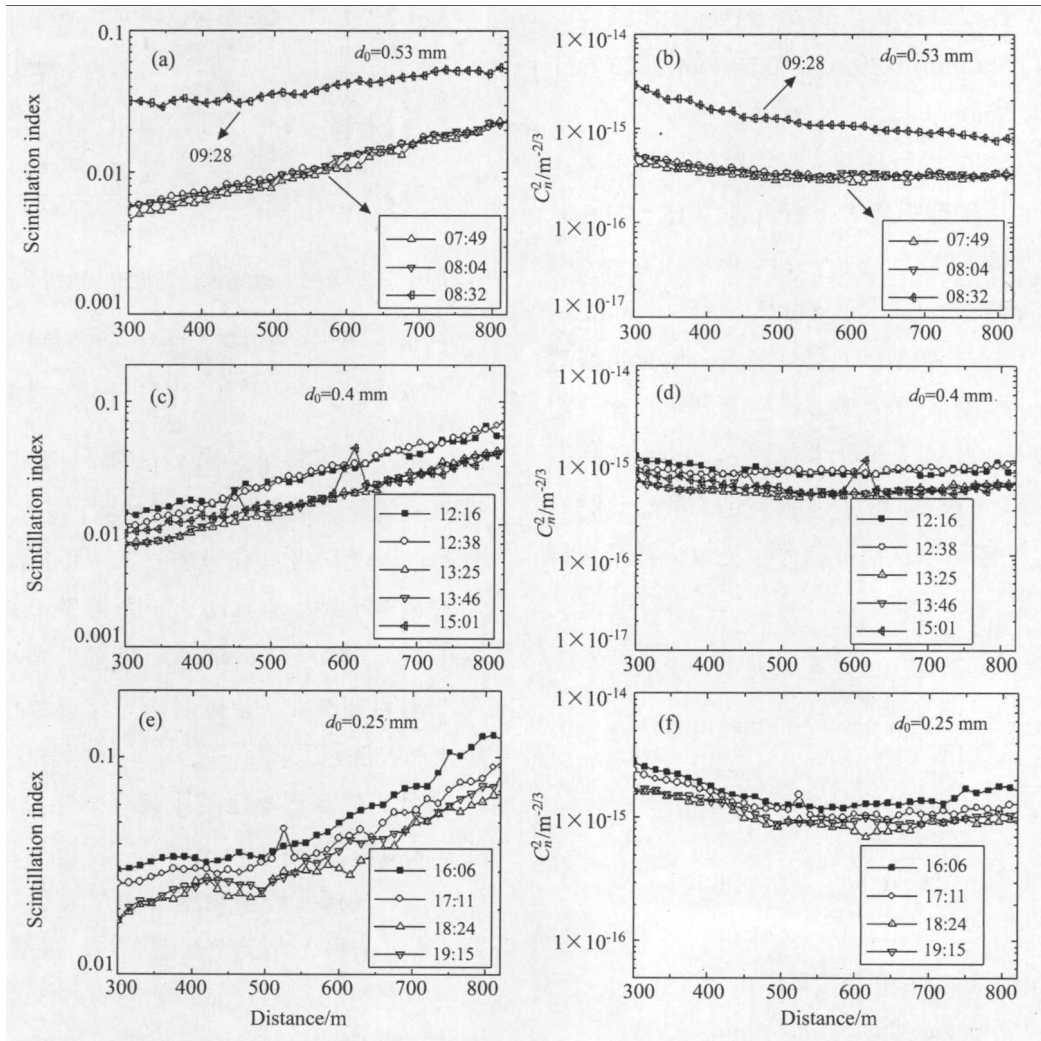 (a)
d₀=0.53 mm
Scintillation index
0.1
0.01
0.001
09:28
07:49
08:04
08:32
300 400 500 600 700 800
(b)
d₀=0.53 mm
C²ₙ/m⁻²/³
1×10⁻¹⁴
1×10⁻¹⁵
1×10⁻¹⁶
1×10⁻¹⁷
09:28
07:49
08:04
08:32
300 400 500 600 700 800
(c)
d₀=0.4 mm
Scintillation index
0.1
0.01
0.001
12:16
12:38
13:25
13:46
15:01
300 400 500 600 700 800
(d)
d₀=0.4 mm
C²ₙ/m⁻²/³
1×10⁻¹⁴
1×10⁻¹⁵
1×10⁻¹⁶
1×10⁻¹⁷
12:16
12:38
13:25
13:46
15:01
300 400 500 600 700 800
(e)
d₀=0.25 mm
Scintillation index
0.1
0.01
16:06
17:11
18:24
19:15
300 400 500 600 700 800
Distance/m
(f)
d₀=0.25 mm
C²ₙ/m⁻²/³
1×10⁻¹⁴
1×10⁻¹⁵
1×10⁻¹⁶
16:06
17:11
18:24
19:15
300 400 500 600 700 800
Distance/m